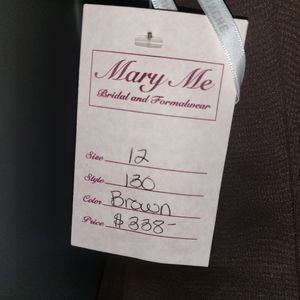 Mary Me
Bridal and Formalwear
Size 12
Style 130
Color Brown
Price $338-